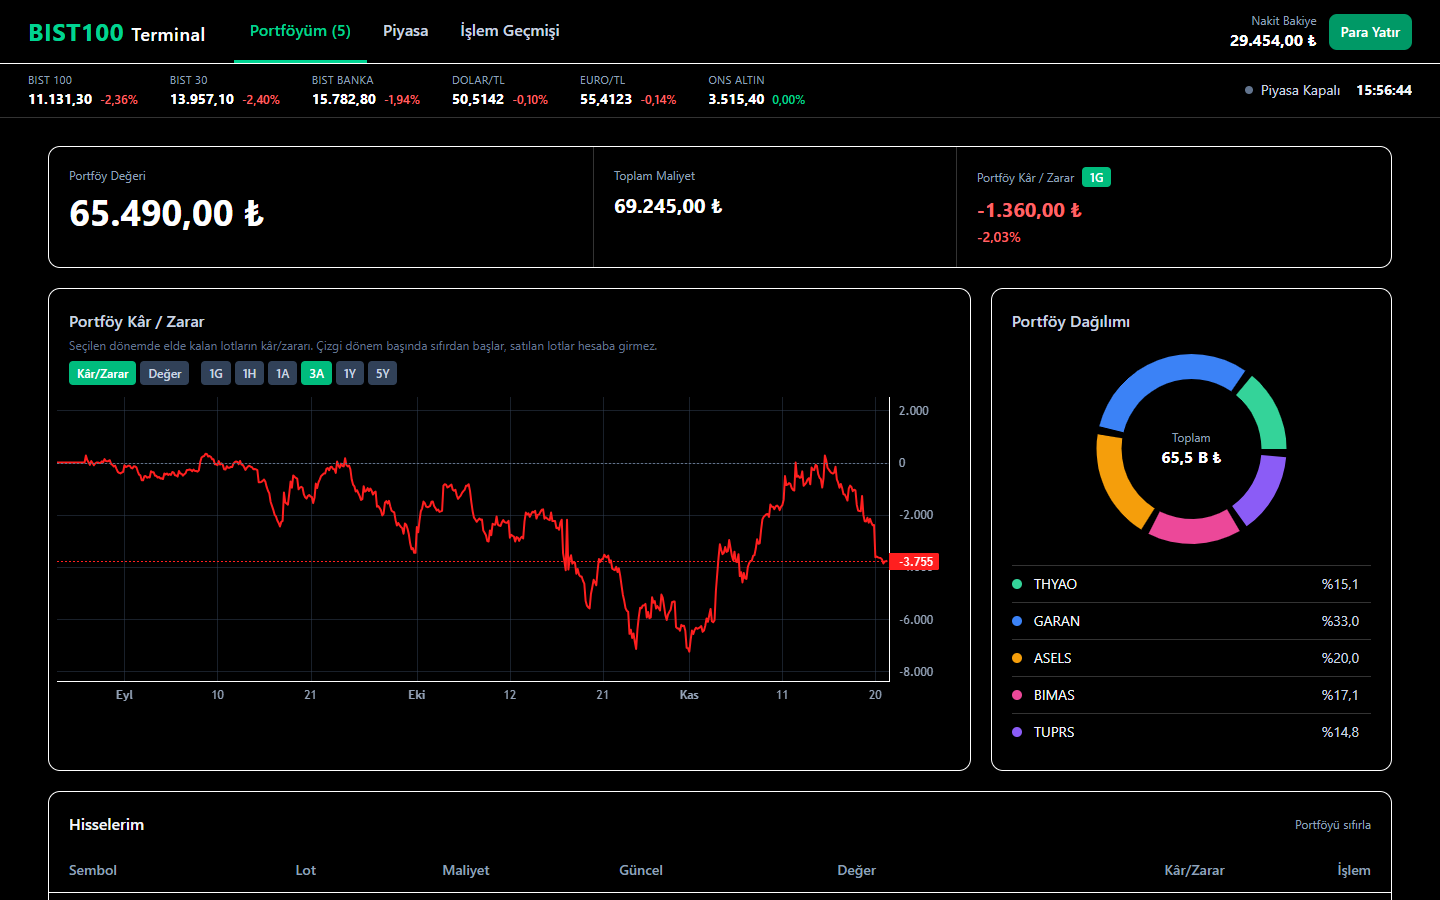 BIST100 Terminal
Portföyüm (5)
Piyasa
İşlem Geçmişi
Nakit Bakiye
29.454,00 ₺
Para Yatır
BIST 100
11.131,30 -2,36%
BIST 30
13.957,10 -2,40%
BIST BANKA
15.782,80 -1,94%
DOLAR/TL
50,5142 -0,10%
EURO/TL
55,4123 -0,14%
ONS ALTIN
3.515,40 0,00%
Piyasa Kapalı 15:56:44
Portföy Değeri
65.490,00 ₺
Toplam Maliyet
69.245,00 ₺
Portföy Kâr / Zarar 1G
-1.360,00 ₺
-2,03%
Portföy Kâr / Zarar
Seçilen dönemde elde kalan lotların kâr/zararı. Çizgi dönem başında sıfırdan başlar, satılan lotlar hesaba girmez.
Kâr/Zarar Değer 1G 1H 1A 3A 1Y 5Y
2.000
0
-2.000
-3.755
-6.000
-8.000
Eyl 10 21 Eki 12 21 Kas 11 20
Portföy Dağılımı
Toplam
65,5 B ₺
THYAO %15,1
GARAN %33,0
ASELS %20,0
BIMAS %17,1
TUPRS %14,8
Hisselerim
Portföyü sıfırla
Sembol Lot Maliyet Güncel Değer Kâr/Zarar İşlem